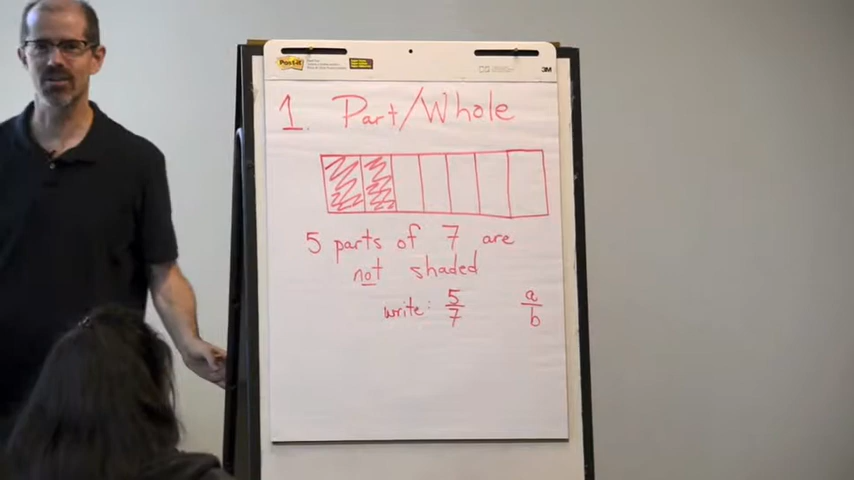 Post-it
3M
1 Part/Whole
5 parts of 7 are
not shaded
write: 5/7 a/b